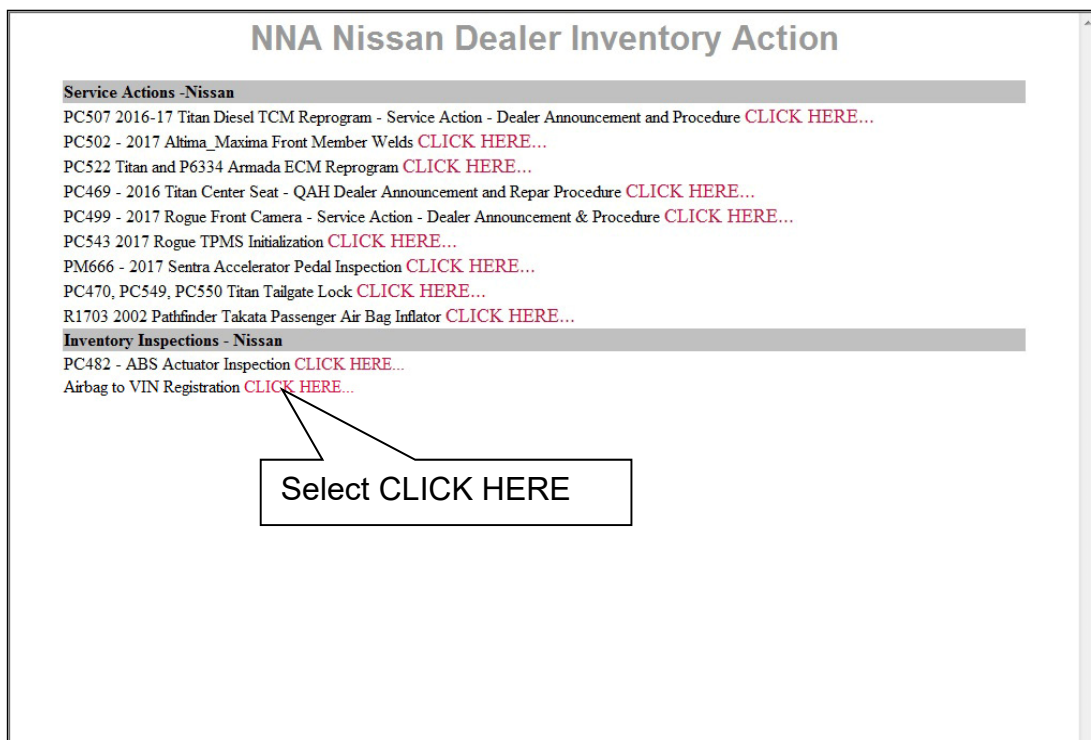 NNA Nissan Dealer Inventory Action
Service Actions -Nissan
PC507 2016-17 Titan Diesel TCM Reprogram - Service Action - Dealer Announcement and Procedure CLICK HERE...
PC502 - 2017 Altima_Maxima Front Member Welds CLICK HERE...
PC522 Titan and P6334 Armada ECM Reprogram CLICK HERE...
PC469 - 2016 Titan Center Seat - QAH Dealer Announcement and Repar Procedure CLICK HERE...
PC499 - 2017 Rogue Front Camera - Service Action - Dealer Announcement & Procedure CLICK HERE...
PC543 2017 Rogue TPMS Initialization CLICK HERE...
PM666 - 2017 Sentra Accelerator Pedal Inspection CLICK HERE...
PC470, PC549, PC550 Titan Tailgate Lock CLICK HERE...
R1703 2002 Pathfinder Takata Passenger Air Bag Inflator CLICK HERE...
Inventory Inspections - Nissan
PC482 - ABS Actuator Inspection CLICK HERE...
Airbag to VIN Registration CLICK HERE...
Select CLICK HERE